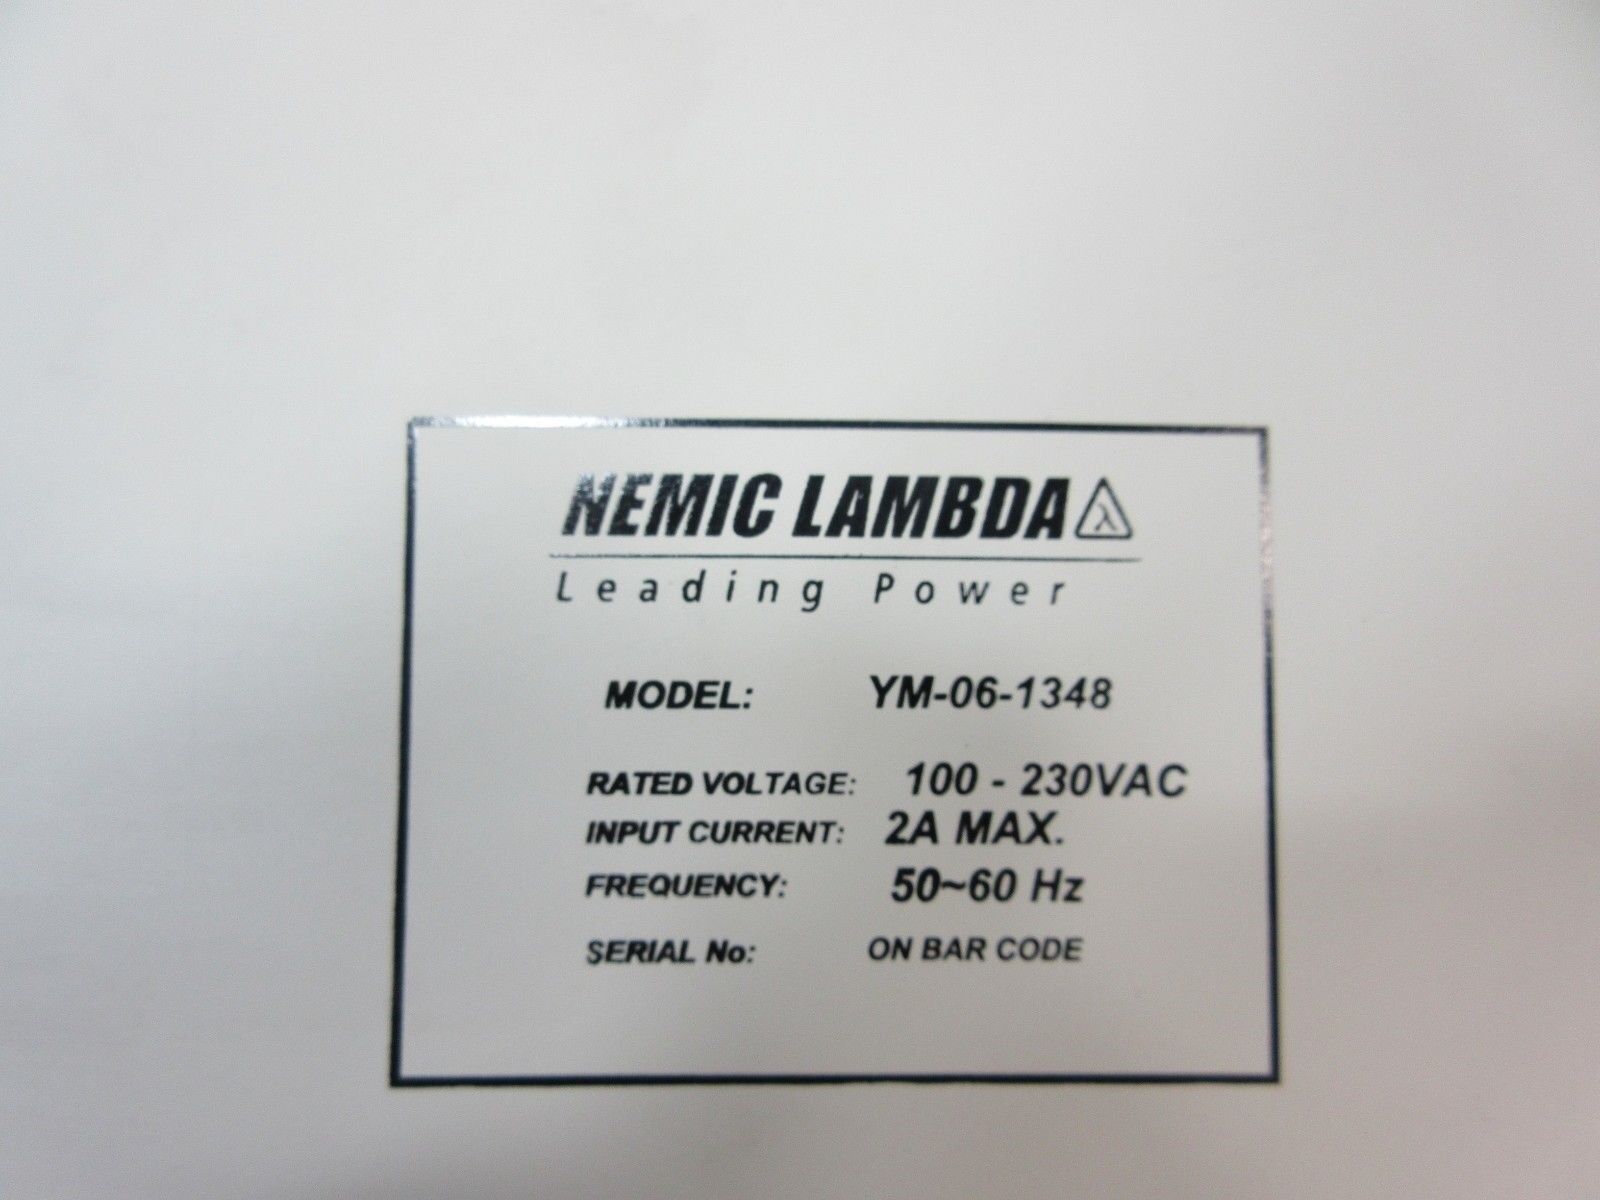 NEMIC LAMBDA
Leading Power
MODEL: YM-06-1348
RATED VOLTAGE: 100 - 230VAC
INPUT CURRENT: 2A MAX.
FREQUENCY: 50~60 Hz
SERIAL No: ON BAR CODE